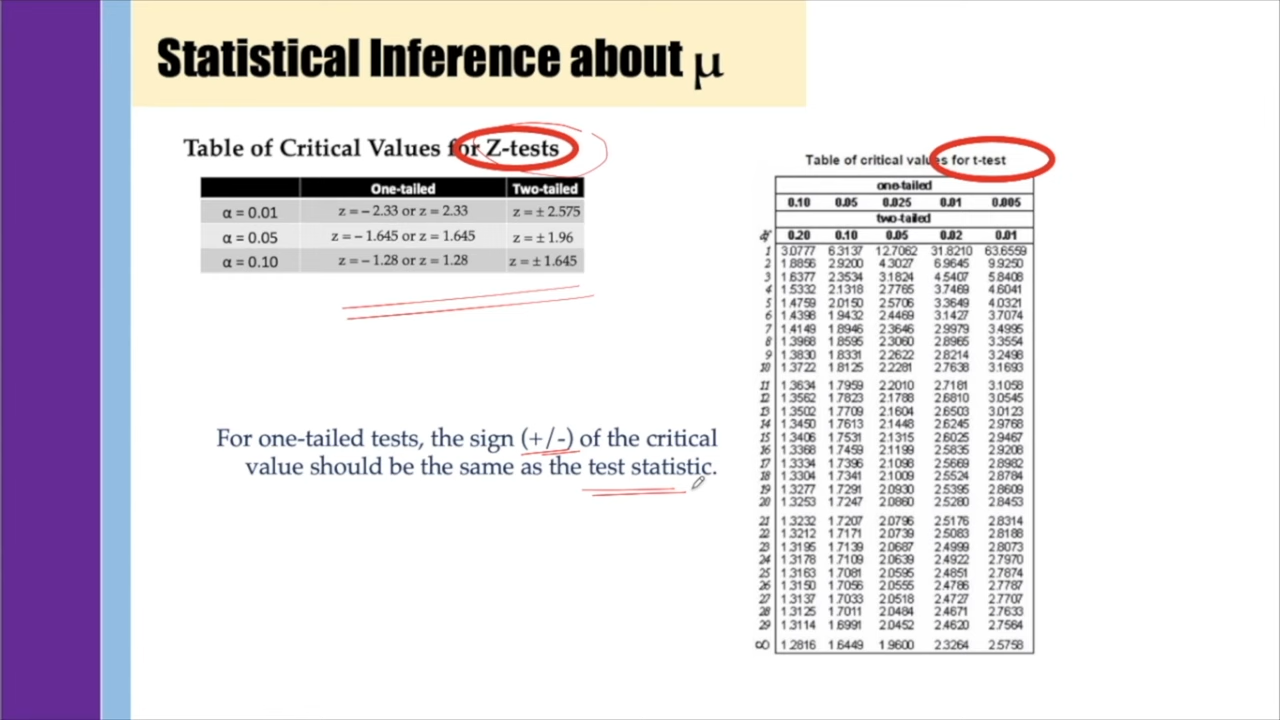 Statistical Inference about μ
Table of Critical Values for Z-tests
One-tailed Two-tailed
α = 0.01 z = − 2.33 or z = 2.33 z = ± 2.575
α = 0.05 z = − 1.645 or z = 1.645 z = ± 1.96
α = 0.10 z = − 1.28 or z = 1.28 z = ± 1.645
For one-tailed tests, the sign (+/-) of the critical
value should be the same as the test statistic.
Table of critical values for t-test
one-tailed
0.10 0.05 0.025 0.01 0.005
two-tailed
df 0.20 0.10 0.05 0.02 0.01
1 3.0777 6.3137 12.7062 31.8210 63.6559
2 1.8856 2.9200 4.3027 6.9645 9.9250
3 1.6377 2.3534 3.1824 4.5407 5.8408
4 1.5332 2.1318 2.7765 3.7469 4.6041
5 1.4759 2.0150 2.5706 3.3649 4.0321
6 1.4398 1.9432 2.4469 3.1427 3.7074
7 1.4149 1.8946 2.3646 2.9979 3.4995
8 1.3968 1.8595 2.3060 2.8965 3.3554
9 1.3830 1.8331 2.2622 2.8214 3.2498
10 1.3722 1.8125 2.2281 2.7638 3.1693
11 1.3634 1.7959 2.2010 2.7181 3.1058
12 1.3562 1.7823 2.1788 2.6810 3.0545
13 1.3502 1.7709 2.1604 2.6503 3.0123
14 1.3450 1.7613 2.1448 2.6245 2.9768
15 1.3406 1.7531 2.1315 2.6025 2.9467
16 1.3368 1.7459 2.1199 2.5835 2.9208
17 1.3334 1.7396 2.1098 2.5669 2.8982
18 1.3304 1.7341 2.1009 2.5524 2.8784
19 1.3277 1.7291 2.0930 2.5395 2.8609
20 1.3253 1.7247 2.0860 2.5280 2.8453
21 1.3232 1.7207 2.0796 2.5176 2.8314
22 1.3212 1.7171 2.0739 2.5083 2.8188
23 1.3195 1.7139 2.0687 2.4999 2.8073
24 1.3178 1.7109 2.0639 2.4922 2.7970
25 1.3163 1.7081 2.0595 2.4851 2.7874
26 1.3150 1.7056 2.0555 2.4786 2.7787
27 1.3137 1.7033 2.0518 2.4727 2.7707
28 1.3125 1.7011 2.0484 2.4671 2.7633
29 1.3114 1.6991 2.0452 2.4620 2.7564
∞ 1.2816 1.6449 1.9600 2.3264 2.5758